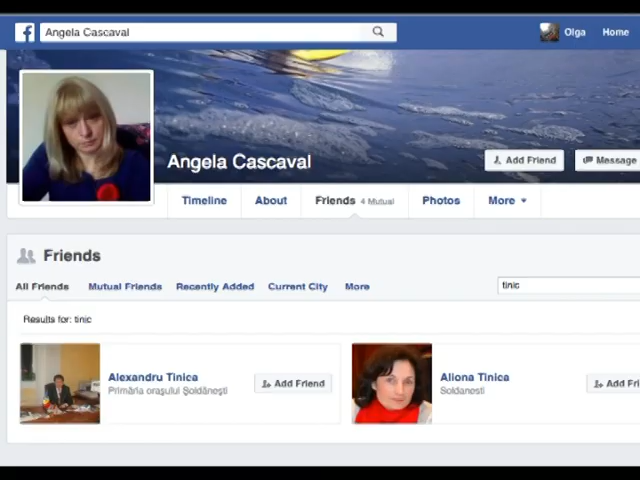 f Angela Cascaval
Olga Home
Angela Cascaval
Add Friend Message
Timeline About Friends 4 Mutual Photos More
Friends
All Friends Mutual Friends Recently Added Current City More
tinic
Results for: tinic
Alexandru Tinica
Primăria orașului Șoldănești
Add Friend
Aliona Tinica
Soldanesti
Add Fri